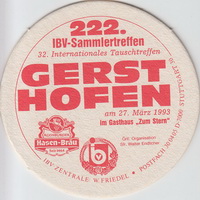 222.
IBV-Sammlertreffen
32. Internationales Tauschtreffen
GERST
HOFEN
am 27. März 1993
im Gasthaus „Zum Stern"
Hasen-Bräu
Org. Organisation
IBV-ZENTRALE: W. FRIEDEL • POSTFACH